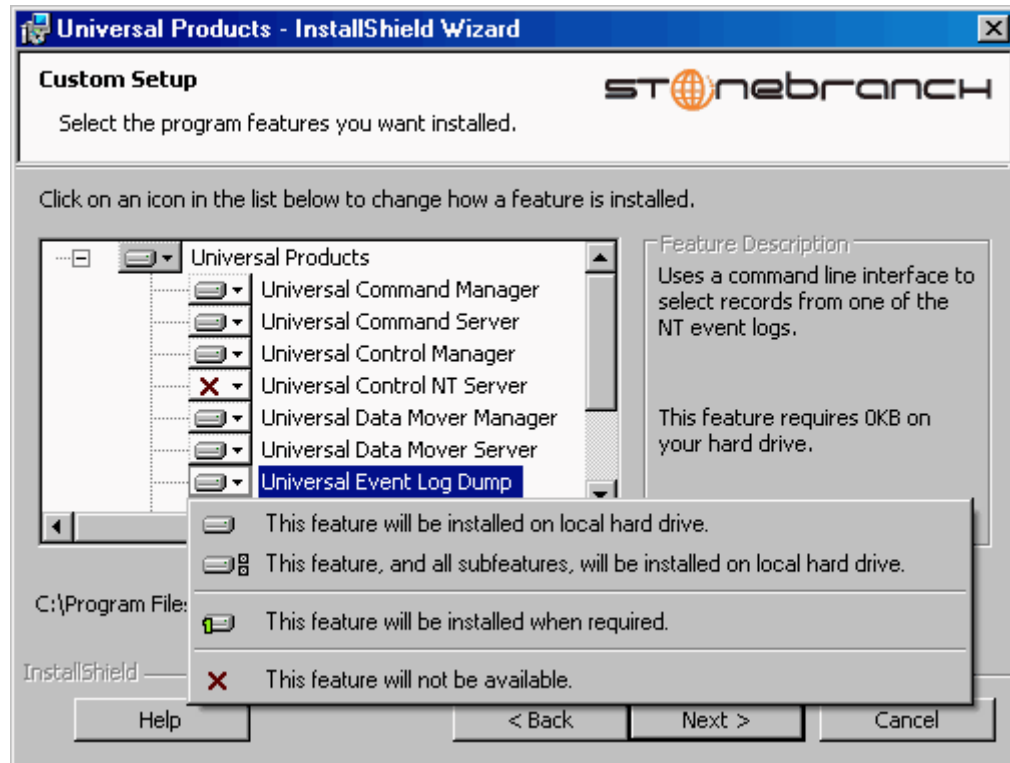 Universal Products - InstallShield Wizard
Custom Setup
Select the program features you want installed.
STONEBRANCH
Click on an icon in the list below to change how a feature is installed.
Universal Products
Universal Command Manager
Universal Command Server
Universal Control Manager
Universal Control NT Server
Universal Data Mover Manager
Universal Data Mover Server
Universal Event Log Dump
Feature Description
Uses a command line interface to
select records from one of the
NT event logs.
This feature requires 0KB on
your hard drive.
This feature will be installed on local hard drive.
This feature, and all subfeatures, will be installed on local hard drive.
This feature will be installed when required.
This feature will not be available.
C:\Program Files
InstallShield
Help
< Back
Next >
Cancel